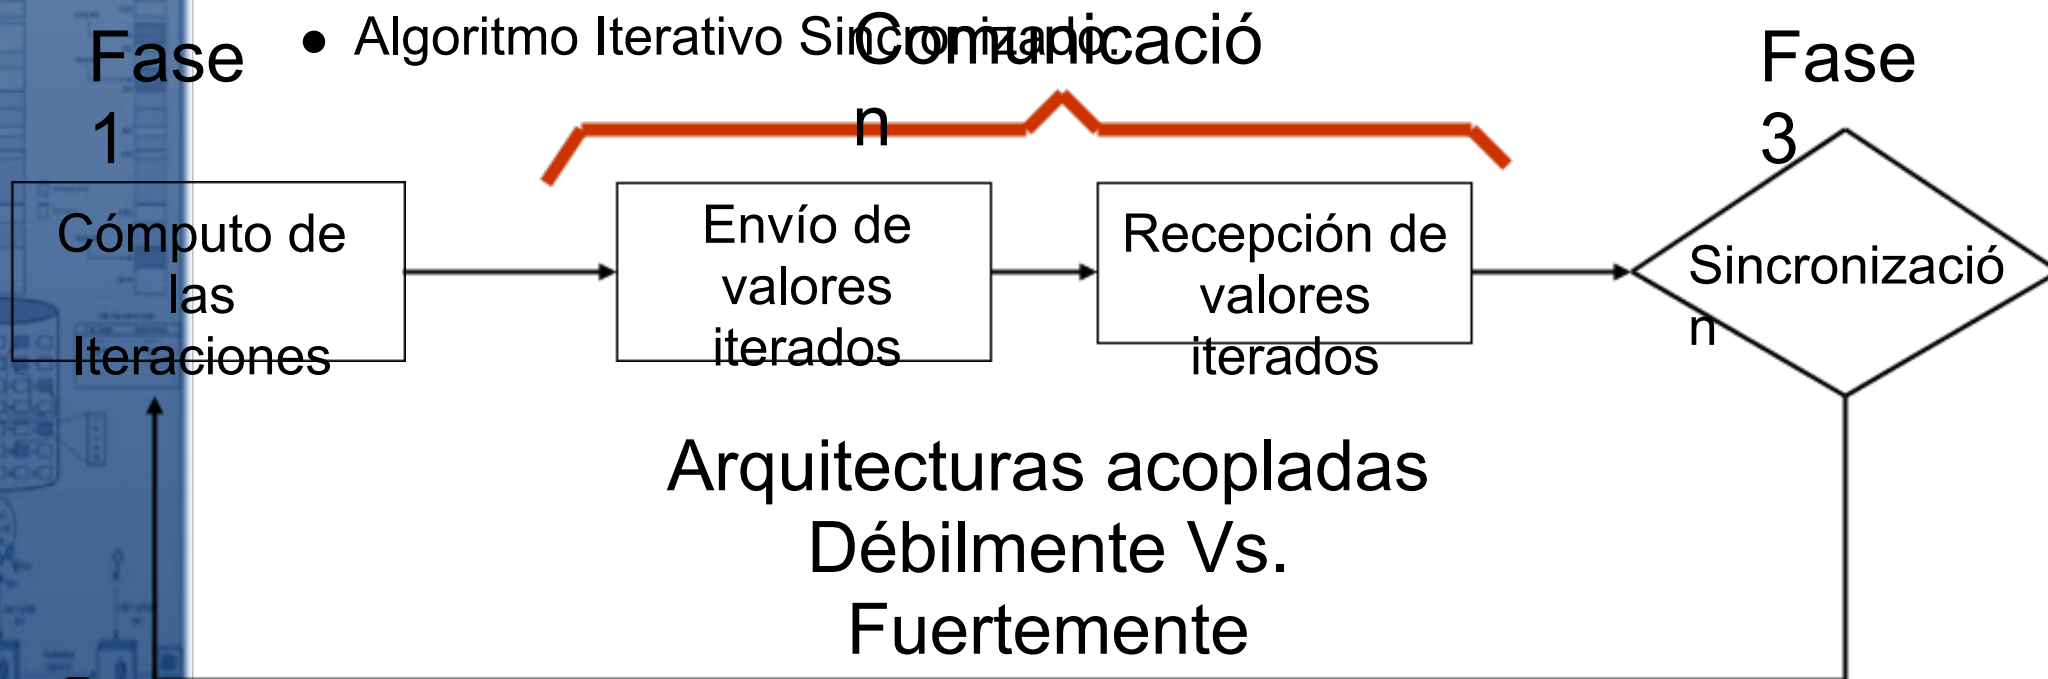 ● Algoritmo Iterativo Sincronizado:
Comunicació
n
Fase
1
Fase
3
Cómputo de
las
Iteraciones
Envío de
valores
iterados
Recepción de
valores
iterados
Sincronizació
n
Arquitecturas acopladas
Débilmente Vs.
Fuertemente